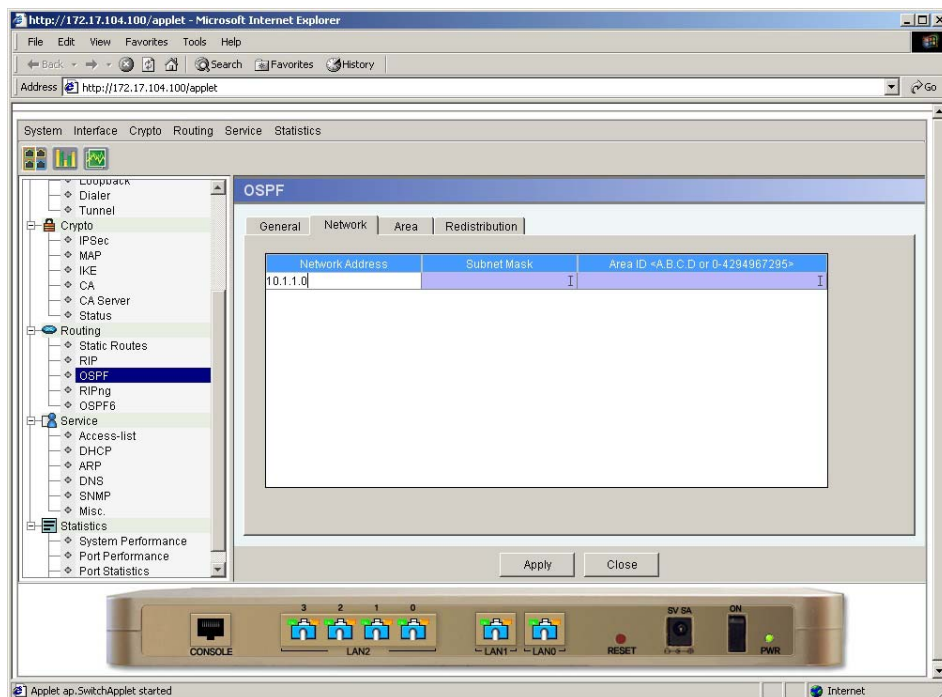 http://172.17.104.100/applet - Microsoft Internet Explorer
File Edit View Favorites Tools Help
Back Search Favorites History
Address http://172.17.104.100/applet Go
System Interface Crypto Routing Service Statistics
Loopback
Dialer
Tunnel
Crypto
IPSec
MAP
IKE
CA
CA Server
Status
Routing
Static Routes
RIP
OSPF
RIPng
OSPF6
Service
Access-list
DHCP
ARP
DNS
SNMP
Misc.
Statistics
System Performance
Port Performance
Port Statistics
OSPF
General Network Area Redistribution
Network Address Subnet Mask Area ID <A.B.C.D or 0-4294967295>
10.1.1.0
Apply Close
3 2 1 0
CONSOLE LAN2 LAN1 LAN0 RESET 5V 5A ON PWR
Applet ap.SwitchApplet started Internet